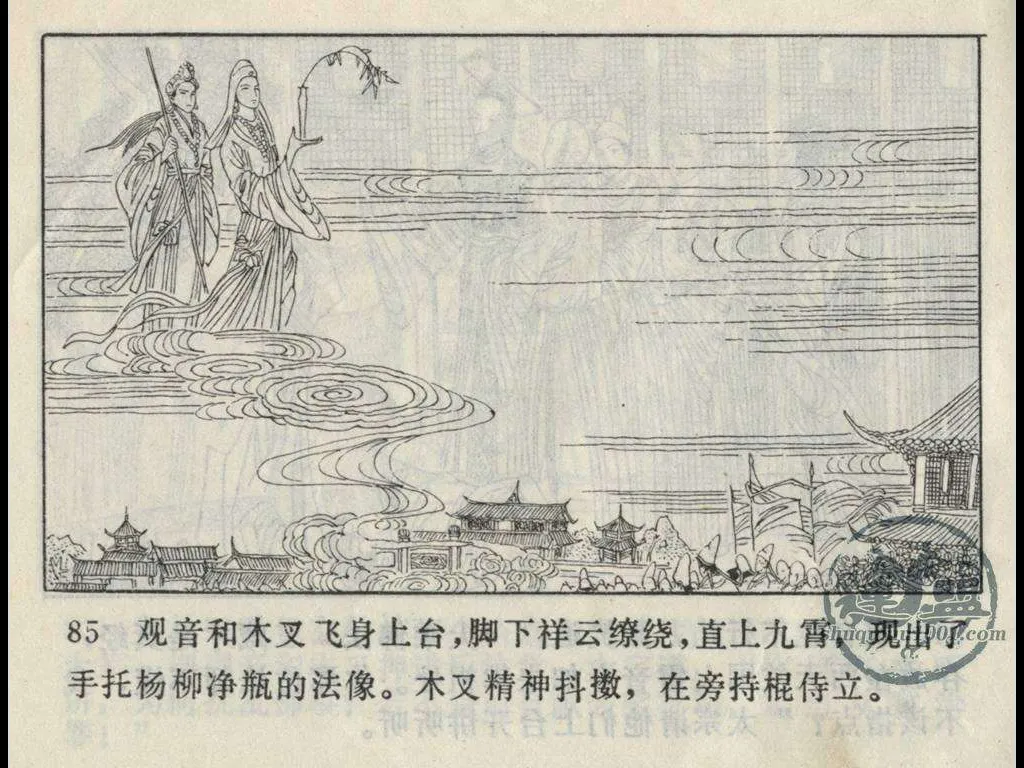 85 观音和木叉飞身上台，脚下祥云缭绕，直上九霄，现出了
手托杨柳净瓶的法像。木叉精神抖擞，在旁持棍侍立。